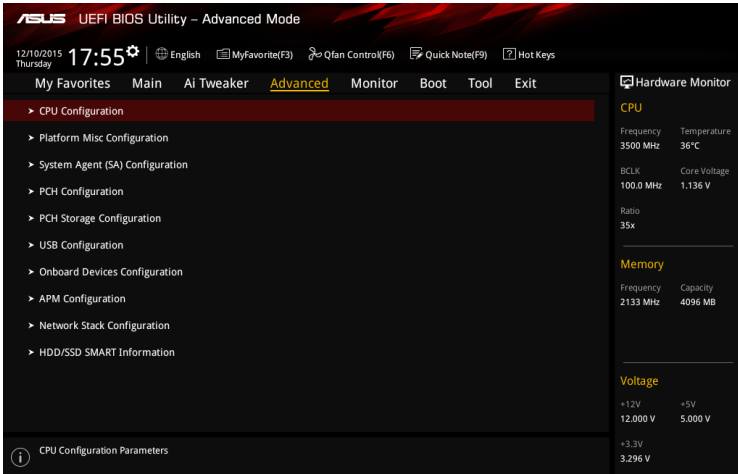 ASUS UEFI BIOS Utility – Advanced Mode
12/10/2015 Thursday 17:55 English MyFavorite(F3) Qfan Control(F6) Quick Note(F9) ? Hot Keys
My Favorites Main Ai Tweaker Advanced Monitor Boot Tool Exit
CPU Configuration
Platform Misc Configuration
System Agent (SA) Configuration
PCH Configuration
PCH Storage Configuration
USB Configuration
Onboard Devices Configuration
APM Configuration
Network Stack Configuration
HDD/SSD SMART Information
CPU Configuration Parameters
Hardware Monitor
CPU
Frequency Temperature
3500 MHz 36°C
BCLK Core Voltage
100.0 MHz 1.136 V
Ratio
35x
Memory
Frequency Capacity
2133 MHz 4096 MB
Voltage
+12V +5V
12.000 V 5.000 V
+3.3V
3.296 V